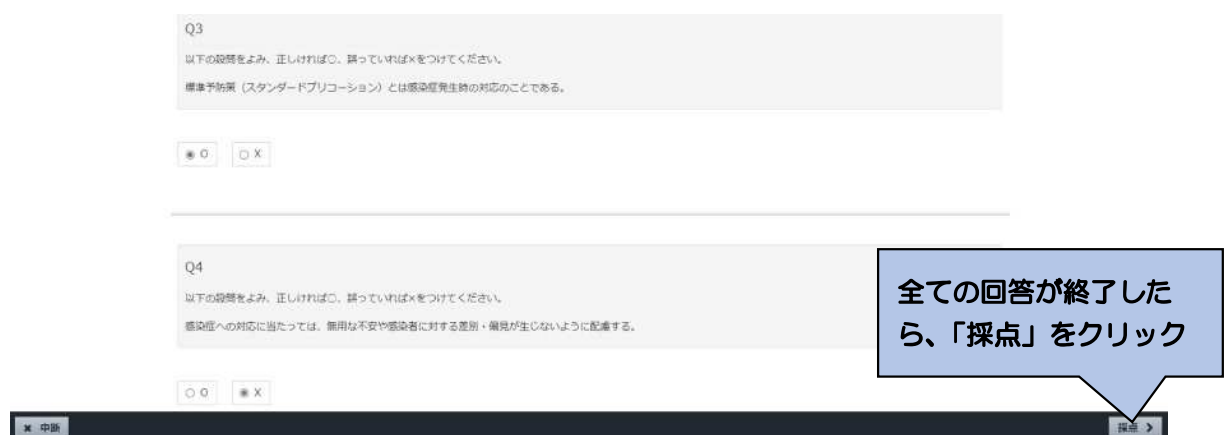 Q3
以下の設問をよみ、正しければ○、誤っていれば×をつけてください。
標準予防策（スタンダードプリコーション）とは感染症発生時の対応のことである。
O
X
Q4
以下の設問をよみ、正しければ○、誤っていれば×をつけてください。
感染症への対応に当たっては、無用な不安や感染者に対する差別・偏見が生じないように配慮する。
O
X
全ての回答が終了した
ら、「採点」をクリック
× 中断
採点 >